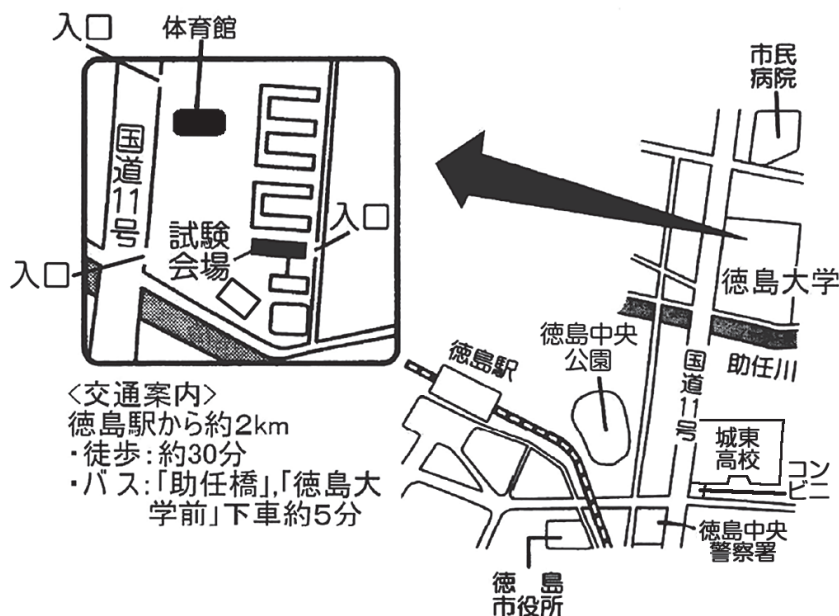 入口
体育館
国道11号
試験
会場
入口
入口
市民
病院
徳島大学
助任川
徳島中央
公園
徳島駅
国道11号
城東
高校
コン
ビニ
徳島中央
警察署
徳島
市役所
<交通案内>
徳島駅から約2km
・徒歩:約30分
・バス:「助任橋」,「徳島大
学前」下車約5分